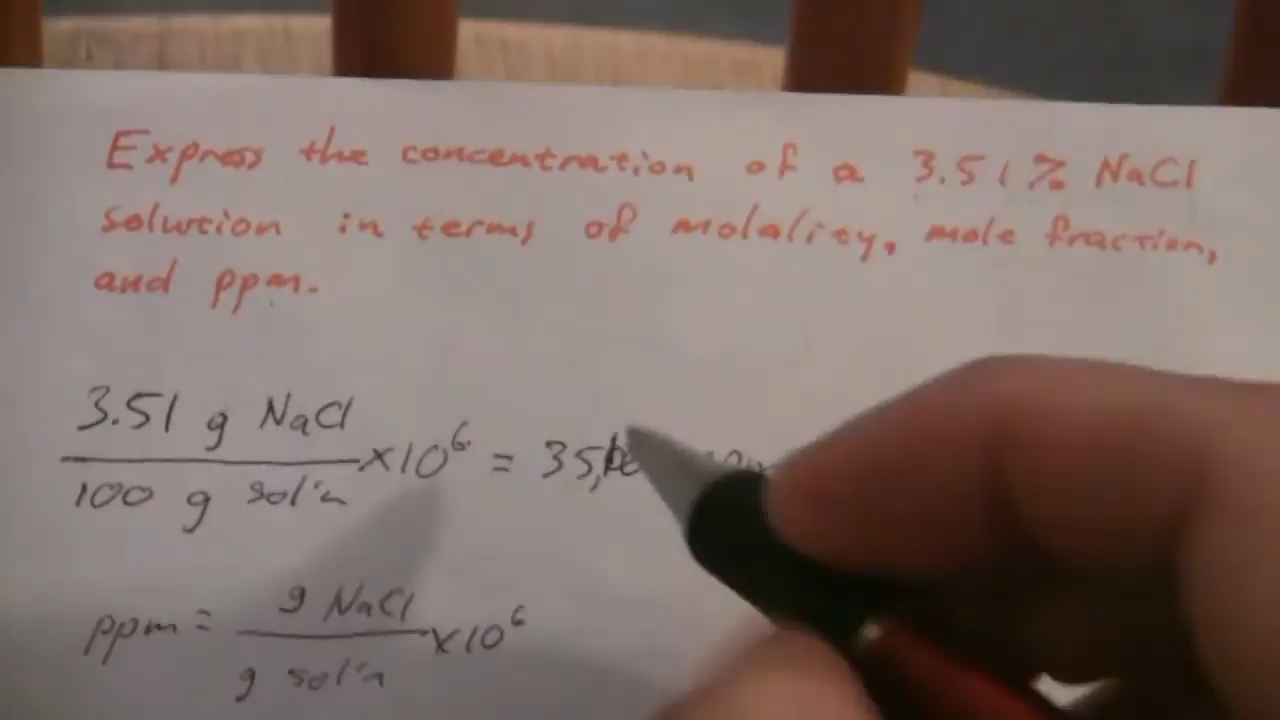 Express the concentration of a 3.51% NaCl
solution in terms of molality, mole fraction,
and ppm.
3.51 g NaCl
100 g sol'n
×10⁶ = 35,
ppm = g NaCl
g sol'n
×10⁶